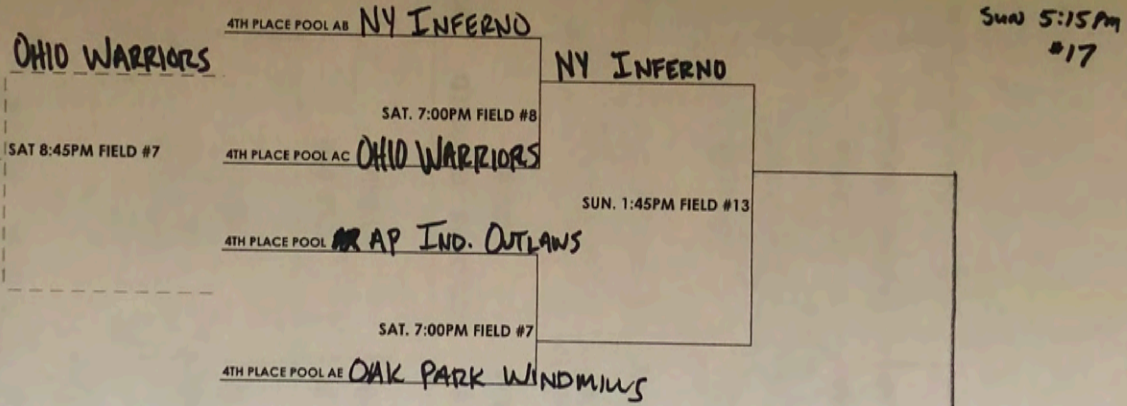 4TH PLACE POOL AB NY INFERNO
SUN 5:15 PM
#17
OHIO WARRIORS
NY INFERNO
SAT. 7:00PM FIELD #8
SAT 8:45PM FIELD #7
4TH PLACE POOL AC OHIO WARRIORS
SUN. 1:45PM FIELD #13
4TH PLACE POOL AP IND. OUTLAWS
SAT. 7:00PM FIELD #7
4TH PLACE POOL AE OAK PARK WINDMILLS